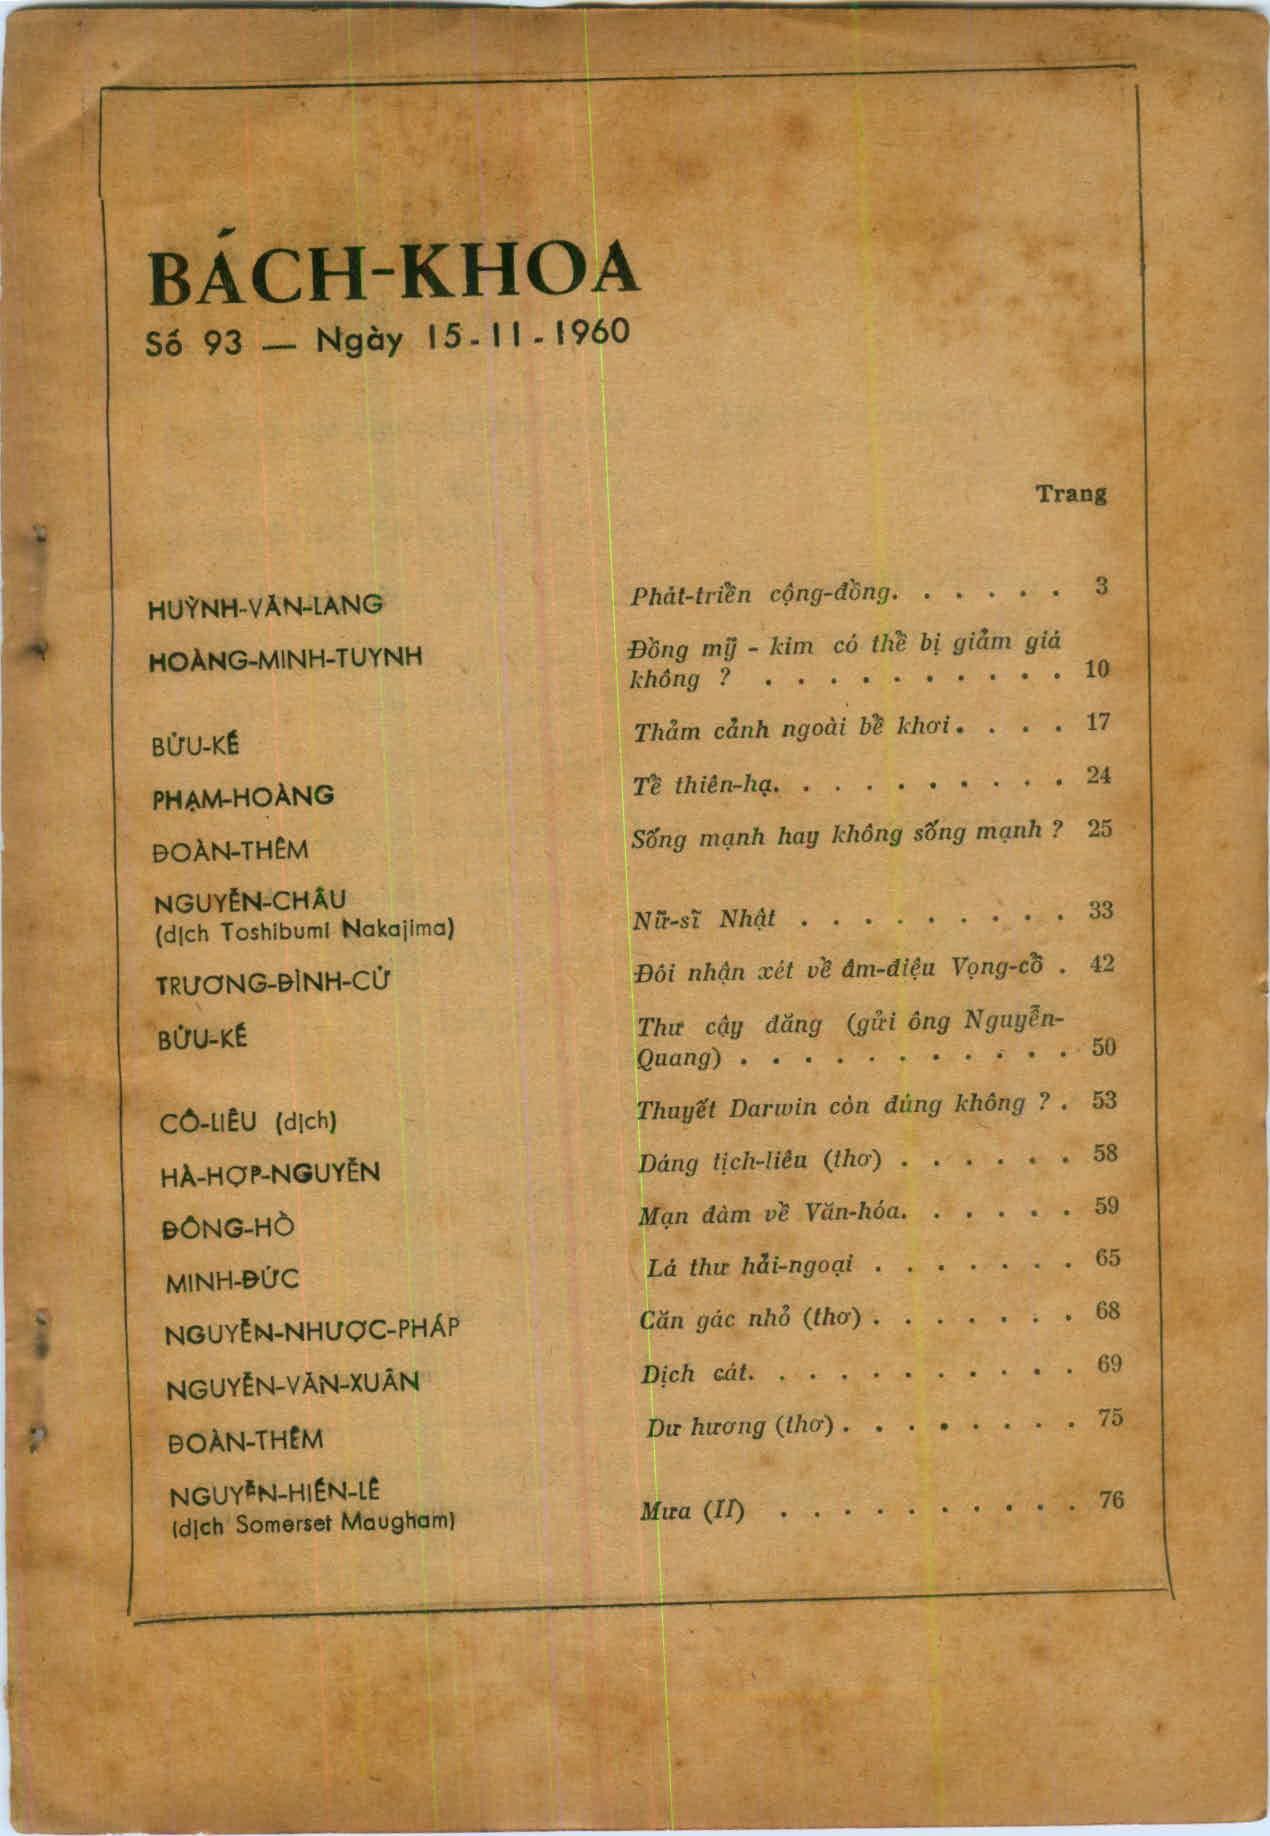 BÁCH-KHOA
Số 93 — Ngày 15-11-1960
Trang
HUỲNH-VĂN-LANG Phát-triển cộng-đồng. . . . . . 3
HOÀNG-MINH-TUYNH Đồng mỹ - kim có thể bị giảm giá
không ? . . . . . . . . . . 10
BỬU-KẾ Thảm cảnh ngoài bể khơi. . . . 17
PHẠM-HOÀNG Tề thiên-hạ. . . . . . . . . . 24
ĐOÀN-THÊM Sống mạnh hay không sống mạnh ? 25
NGUYỄN-CHÂU
(dịch Toshibumi Nakajima) Nữ-sĩ Nhật . . . . . . . . . 33
TRƯƠNG-ĐÌNH-CỬ Đôi nhận xét về âm-điệu Vọng-cổ . 42
BỬU-KẾ Thư cậy đăng (gửi ông Nguyễn-
Quang) . . . . . . . . . . . 50
CÔ-LIÊU (dịch) Thuyết Darwin còn đúng không ? . 53
HÀ-HỢP-NGUYỄN Dáng tịch-liêu (thơ) . . . . . . 58
ĐÔNG-HỒ Mạn đàm về Văn-hóa. . . . . . 59
MINH-ĐỨC Lá thư hải-ngoại . . . . . . . 65
NGUYỄN-NHƯỢC-PHÁP Căn gác nhỏ (thơ) . . . . . . . 68
NGUYỄN-VĂN-XUÂN Dịch cát. . . . . . . . . . . 69
ĐOÀN-THÊM Dư hương (thơ) . . . . . . . . 75
NGUYỄN-HIẾN-LÊ
(dịch Somerset Maugham) Mưa (II) . . . . . . . . . . 76